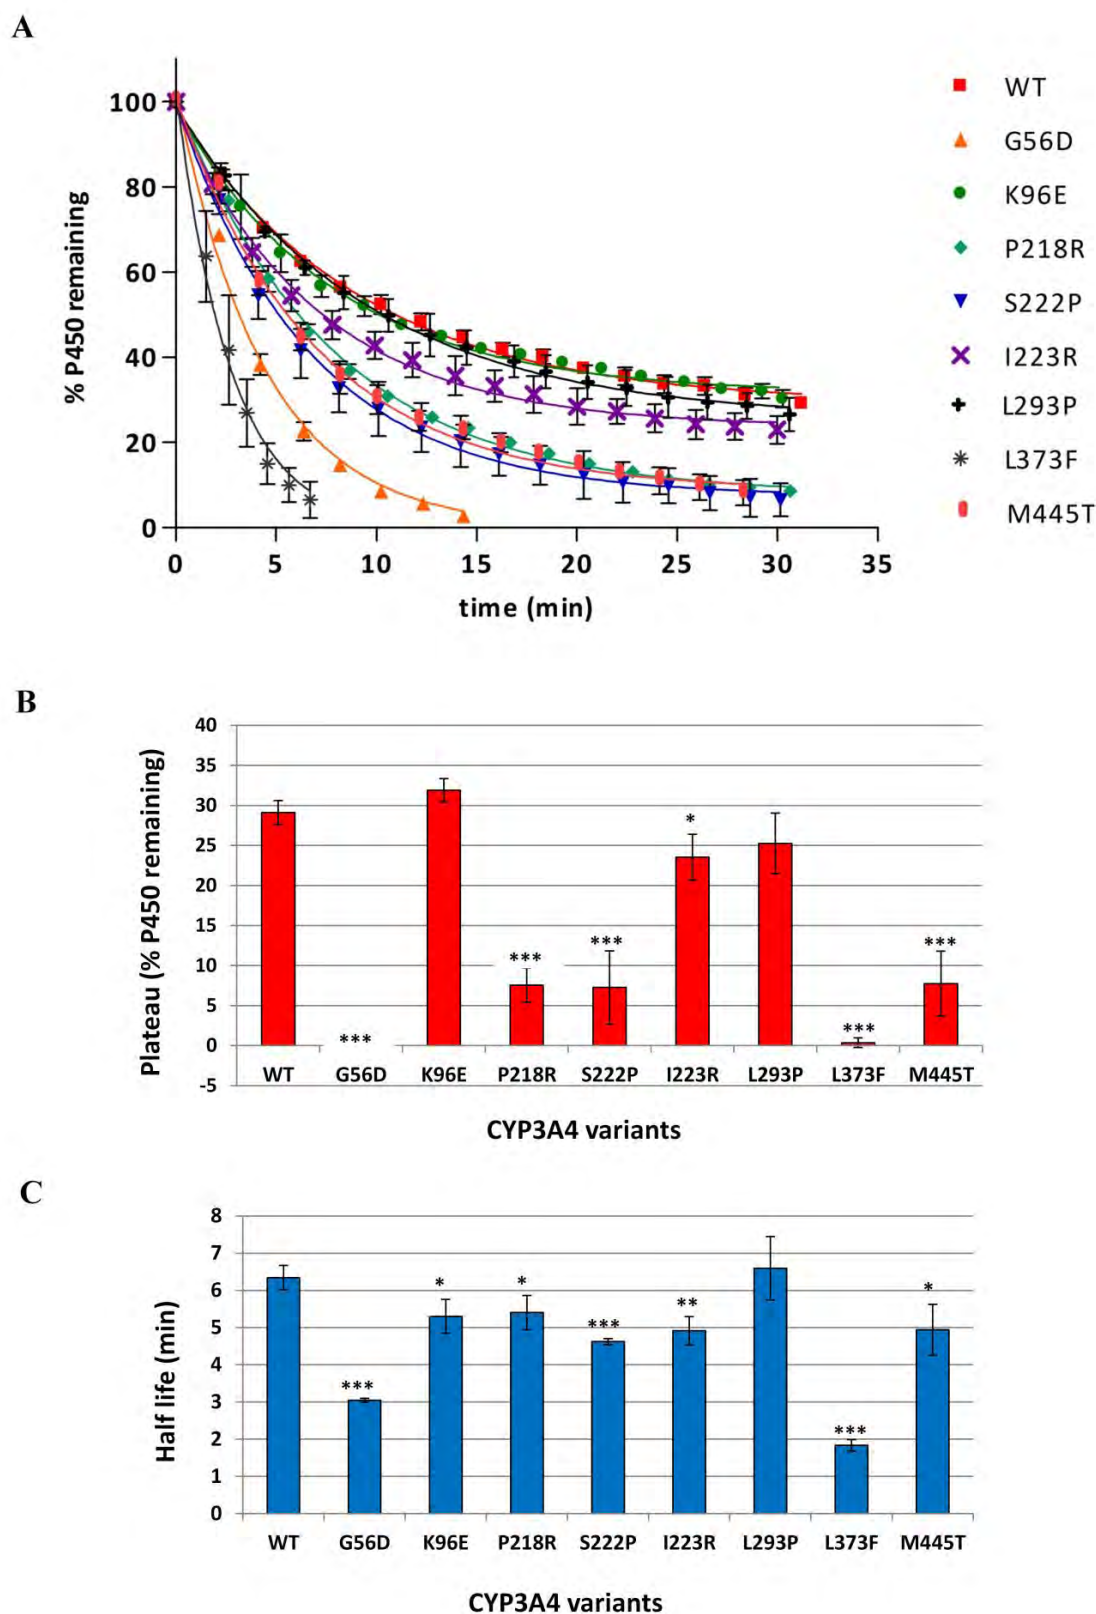 A
% P450 remaining
100
80
60
40
20
0
0 5 10 15 20 25 30 35
time (min)
WT
G56D
K96E
P218R
S222P
I223R
L293P
L373F
M445T
B
Plateau (% P450 remaining)
40
35
30
25
20
15
10
5
0
-5
***
***
***
*
***
***
WT G56D K96E P218R S222P I223R L293P L373F M445T
CYP3A4 variants
C
Half life (min)
8
7
6
5
4
3
2
1
0
***
*
*
***
**
***
*
WT G56D K96E P218R S222P I223R L293P L373F M445T
CYP3A4 variants